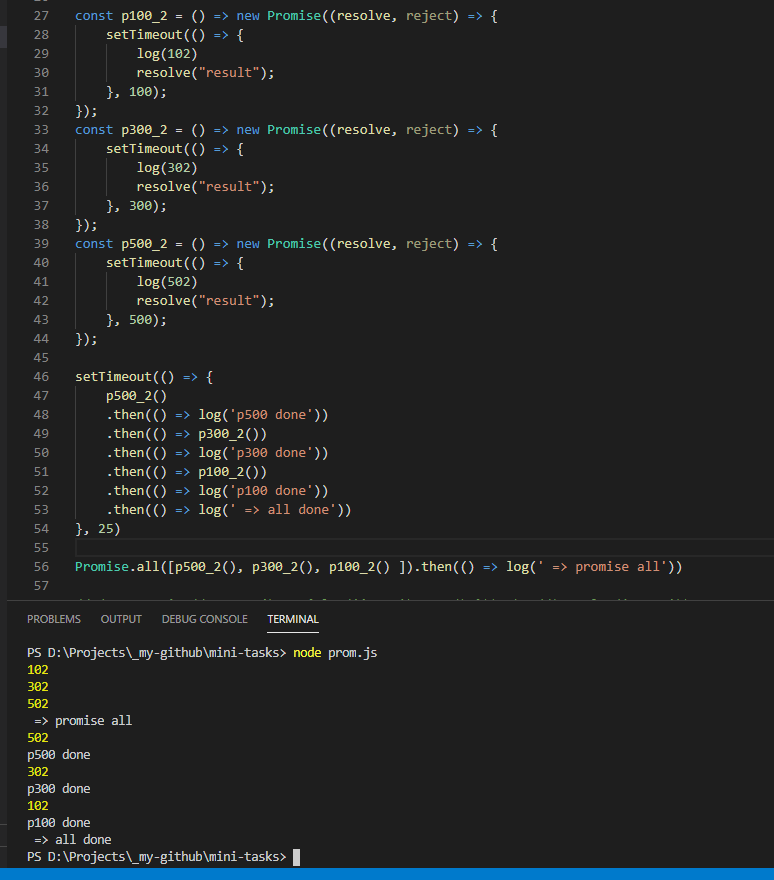 27 const p100_2 = () => new Promise((resolve, reject) => {
28     setTimeout(() => {
29         log(102)
30         resolve("result");
31     }, 100);
32 });
33 const p300_2 = () => new Promise((resolve, reject) => {
34     setTimeout(() => {
35         log(302)
36         resolve("result");
37     }, 300);
38 });
39 const p500_2 = () => new Promise((resolve, reject) => {
40     setTimeout(() => {
41         log(502)
42         resolve("result");
43     }, 500);
44 });
45
46 setTimeout(() => {
47     p500_2()
48     .then(() => log('p500 done'))
49     .then(() => p300_2())
50     .then(() => log('p300 done'))
51     .then(() => p100_2())
52     .then(() => log('p100 done'))
53     .then(() => log(' => all done'))
54 }, 25)
55
56 Promise.all([p500_2(), p300_2(), p100_2() ]).then(() => log(' => promise all'))
57
PROBLEMS OUTPUT DEBUG CONSOLE TERMINAL
PS D:\Projects\_my-github\mini-tasks> node prom.js
102
302
502
 => promise all
502
p500 done
302
p300 done
102
p100 done
 => all done
PS D:\Projects\_my-github\mini-tasks>